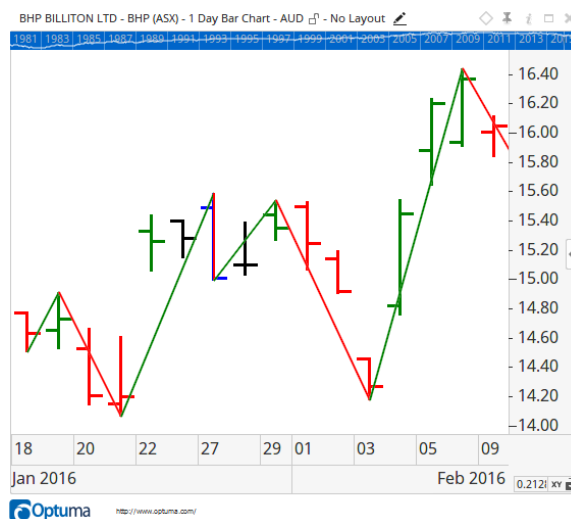 BHP BILLITON LTD - BHP (ASX) - 1 Day Bar Chart - AUD - No Layout
1981 1983 1985 1987 1989 1991 1993 1995 1997 1999 2001 2003 2005 2007 2009 2011 2013
16.40
16.20
16.00
15.80
15.60
15.40
15.20
15.00
14.80
14.60
14.40
14.20
14.00
18 20 22 27 29 01 03 05 09
Jan 2016 Feb 2016
0.2128 XY
Optuma http://www.optuma.com/